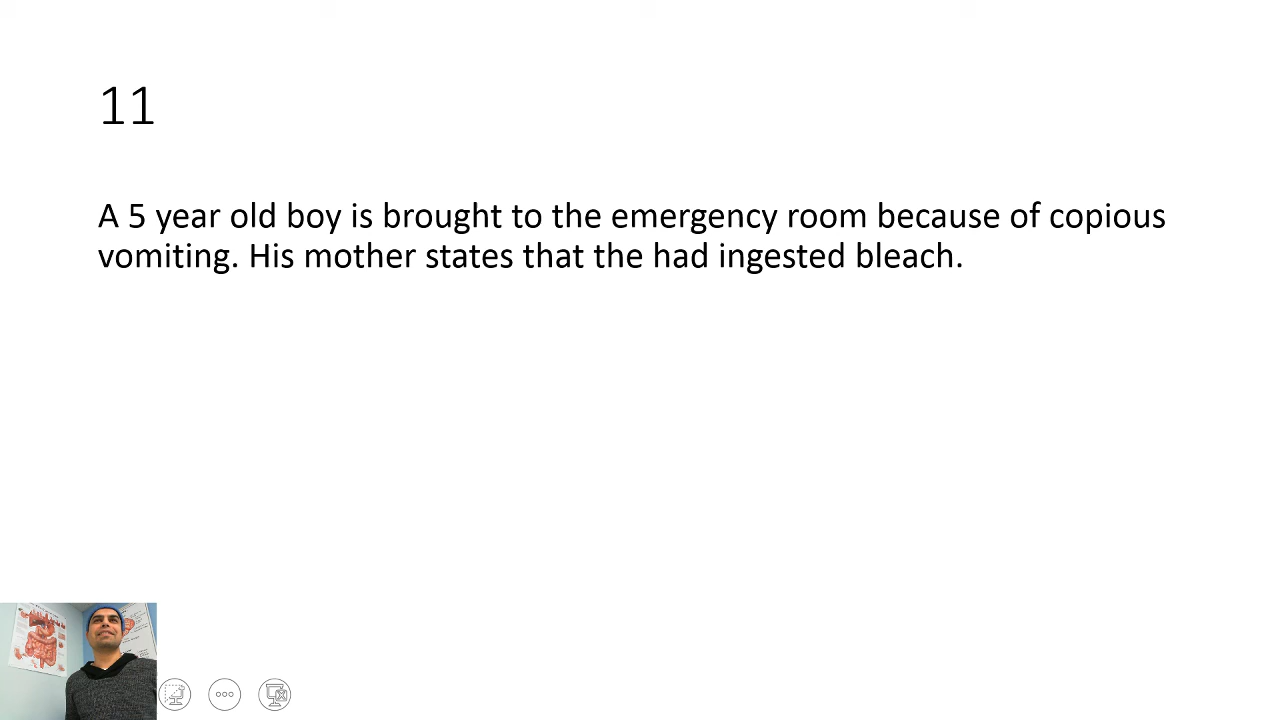 11
A 5 year old boy is brought to the emergency room because of copious
vomiting. His mother states that the had ingested bleach.